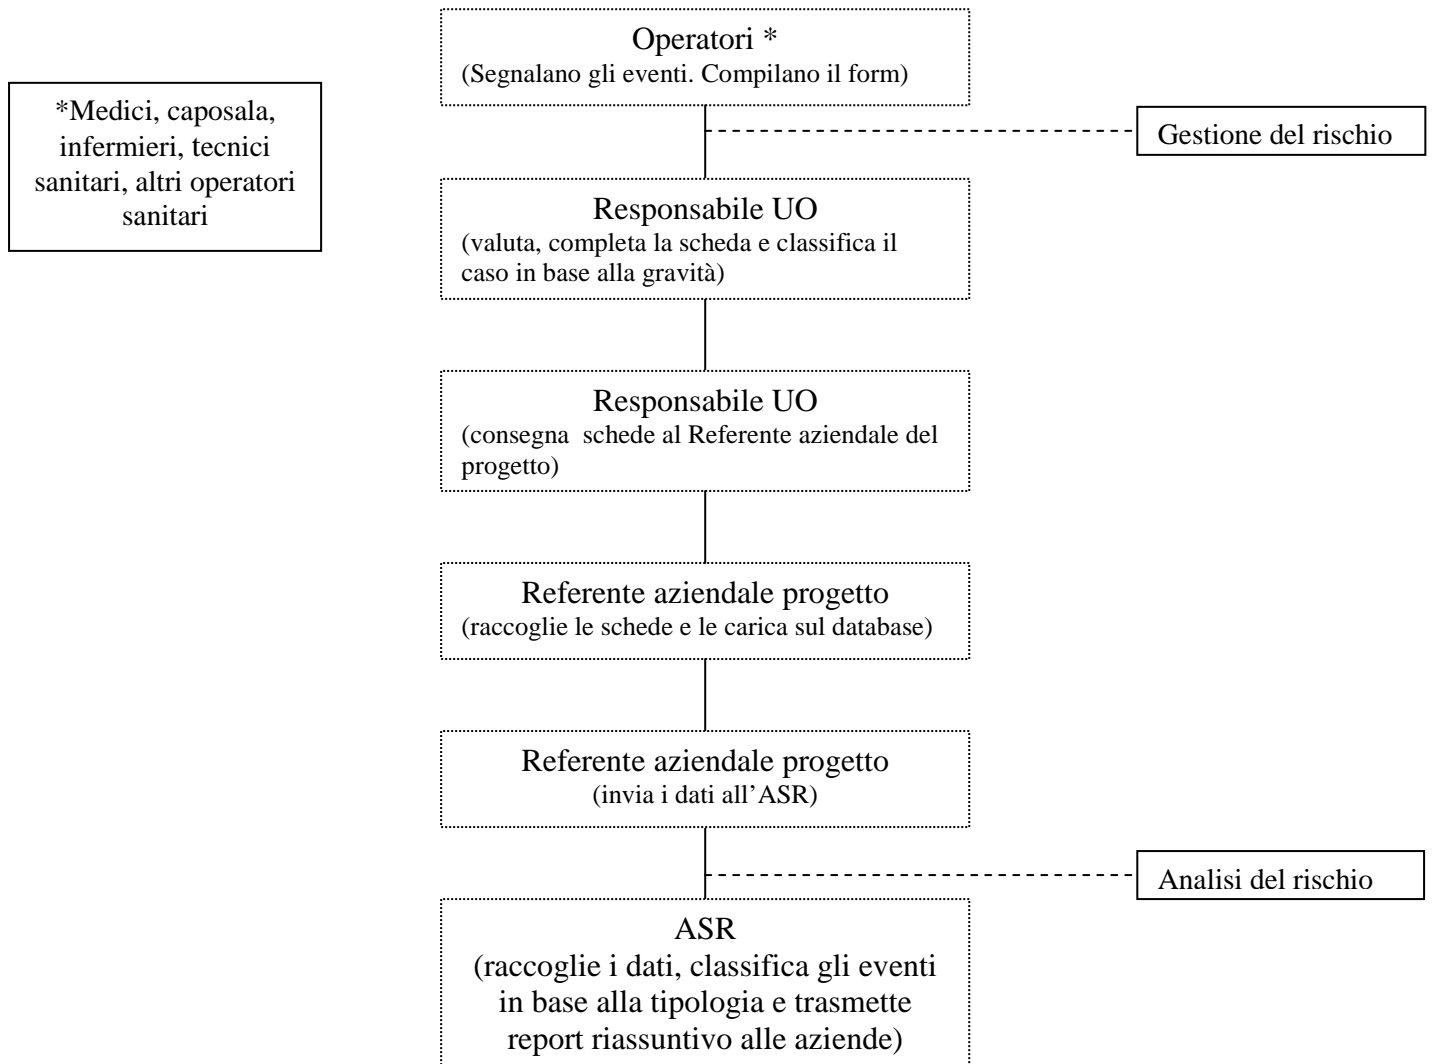 Operatori *
(Segnalano gli eventi. Compilano il form)
*Medici, caposala,
infermieri, tecnici
sanitari, altri operatori
sanitari
Gestione del rischio
Responsabile UO
(valuta, completa la scheda e classifica il
caso in base alla gravità)
Responsabile UO
(consegna  schede al Referente aziendale del
progetto)
Referente aziendale progetto
(raccoglie le schede e le carica sul database)
Referente aziendale progetto
(invia i dati all’ASR)
Analisi del rischio
ASR
(raccoglie i dati, classifica gli eventi
in base alla tipologia e trasmette
report riassuntivo alle aziende)